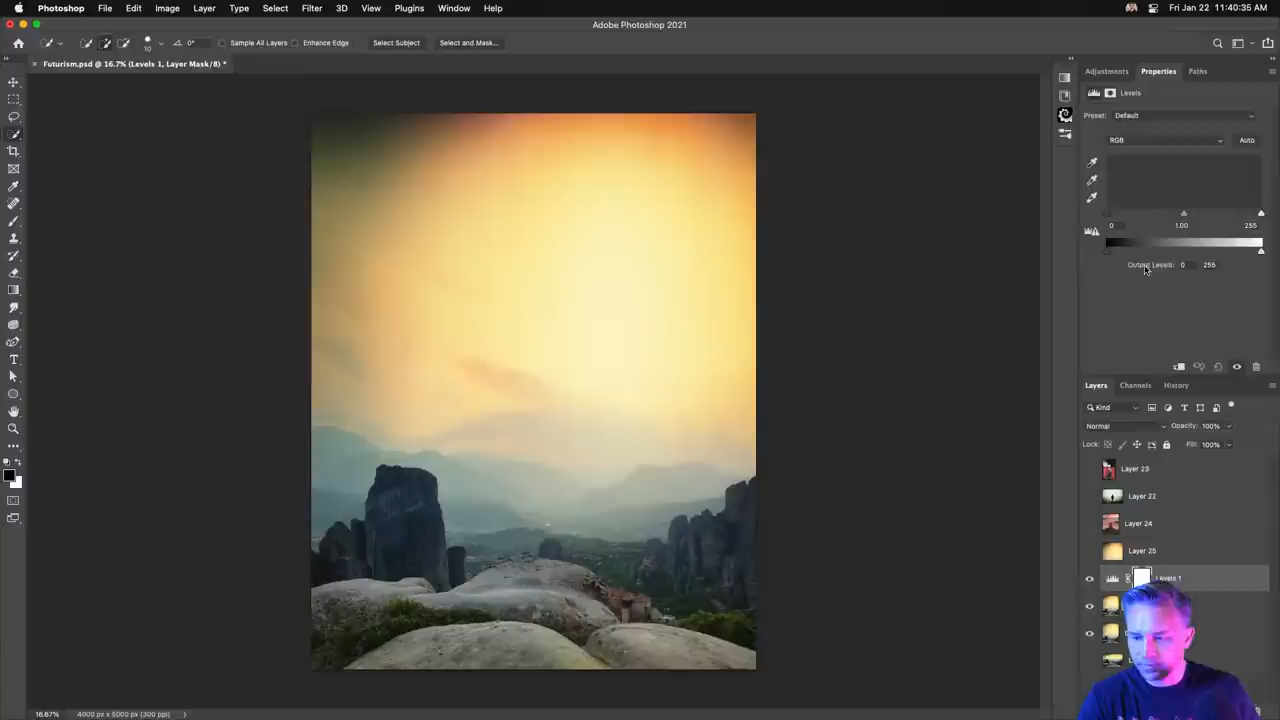 Photoshop File Edit Image Layer Type Select Filter 3D View Plugins Window Help Fri Jan 22 11:40:35 AM
Adobe Photoshop 2021
10 0° Sample All Layers Enhance Edge Select Subject Select and Mask...
Futurism.psd @ 16.7% (Levels 1, Layer Mask/8) *
Adjustments Properties Paths
Levels
Preset: Default
RGB Auto
0 1.00 255
Output Levels: 0 255
Layers Channels History
Kind
Normal Opacity: 100%
Lock: Fill: 100%
Layer 23
Layer 22
Layer 24
Layer 25
Levels 1
16.67% 4000 px x 5000 px (300 ppi)